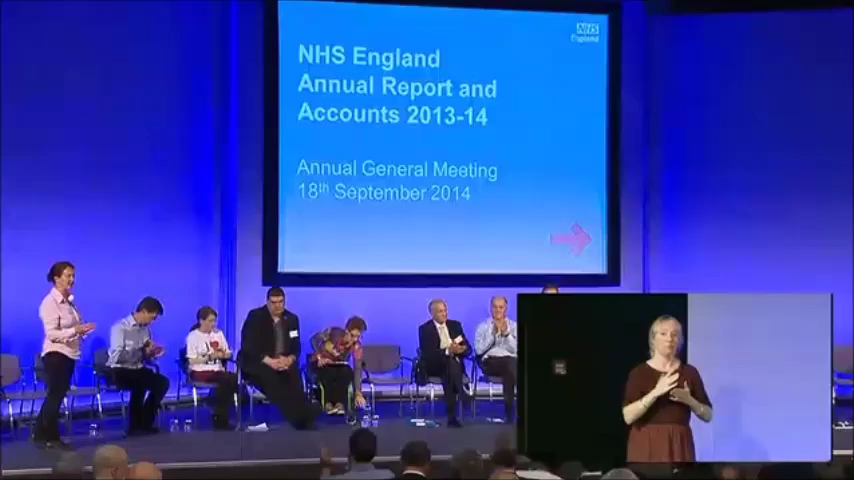 NHS
England
NHS England
Annual Report and
Accounts 2013-14
Annual General Meeting
18th September 2014